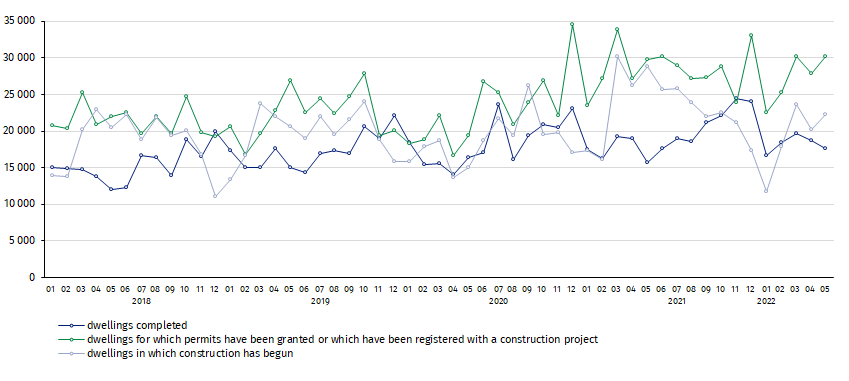 35 000
30 000
25 000
20 000
15 000
10 000
5 000
0
01 02 03 04 05 06 07 08 09 10 11 12 01 02 03 04 05 06 07 08 09 10 11 12 01 02 03 04 05 06 07 08 09 10 11 12 01 02 03 04 05 06 07 08 09 10 11 12 01 02 03 04 05
2018 2019 2020 2021 2022
dwellings completed
dwellings for which permits have been granted or which have been registered with a construction project
dwellings in which construction has begun